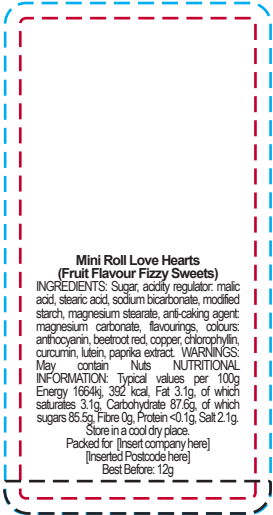 Mini Roll Love Hearts
(Fruit Flavour Fizzy Sweets)
INGREDIENTS: Sugar, acidity regulator: malic
acid, stearic acid, sodium bicarbonate, modified
starch, magnesium stearate, anti-caking agent:
magnesium carbonate, flavourings, colours:
anthocyanin, beetroot red, copper, chlorophyllin,
curcumin, lutein, paprika extract. WARNINGS:
May contain Nuts NUTRITIONAL
INFORMATION: Typical values per 100g
Energy 1664kj, 392 kcal, Fat 3.1g, of which
saturates 3.1g, Carbohydrate 87.6g, of which
sugars 85.5g, Fibre 0g, Protein <0.1g, Salt 2.1g.
Store in a cool dry place.
Packed for [Insert company here]
[Inserted Postcode here]
Best Before: 12g